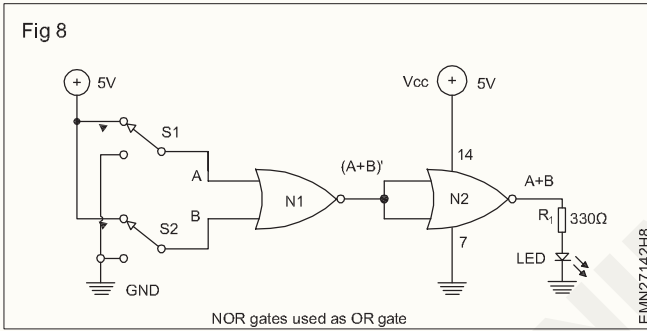 Fig 8
5V
Vcc
5V
S1
14
(A+B)'
A
A+B
N1
N2
R1
330Ω
B
S2
7
LED
GND
NOR gates used as OR gate
EMN27142H8